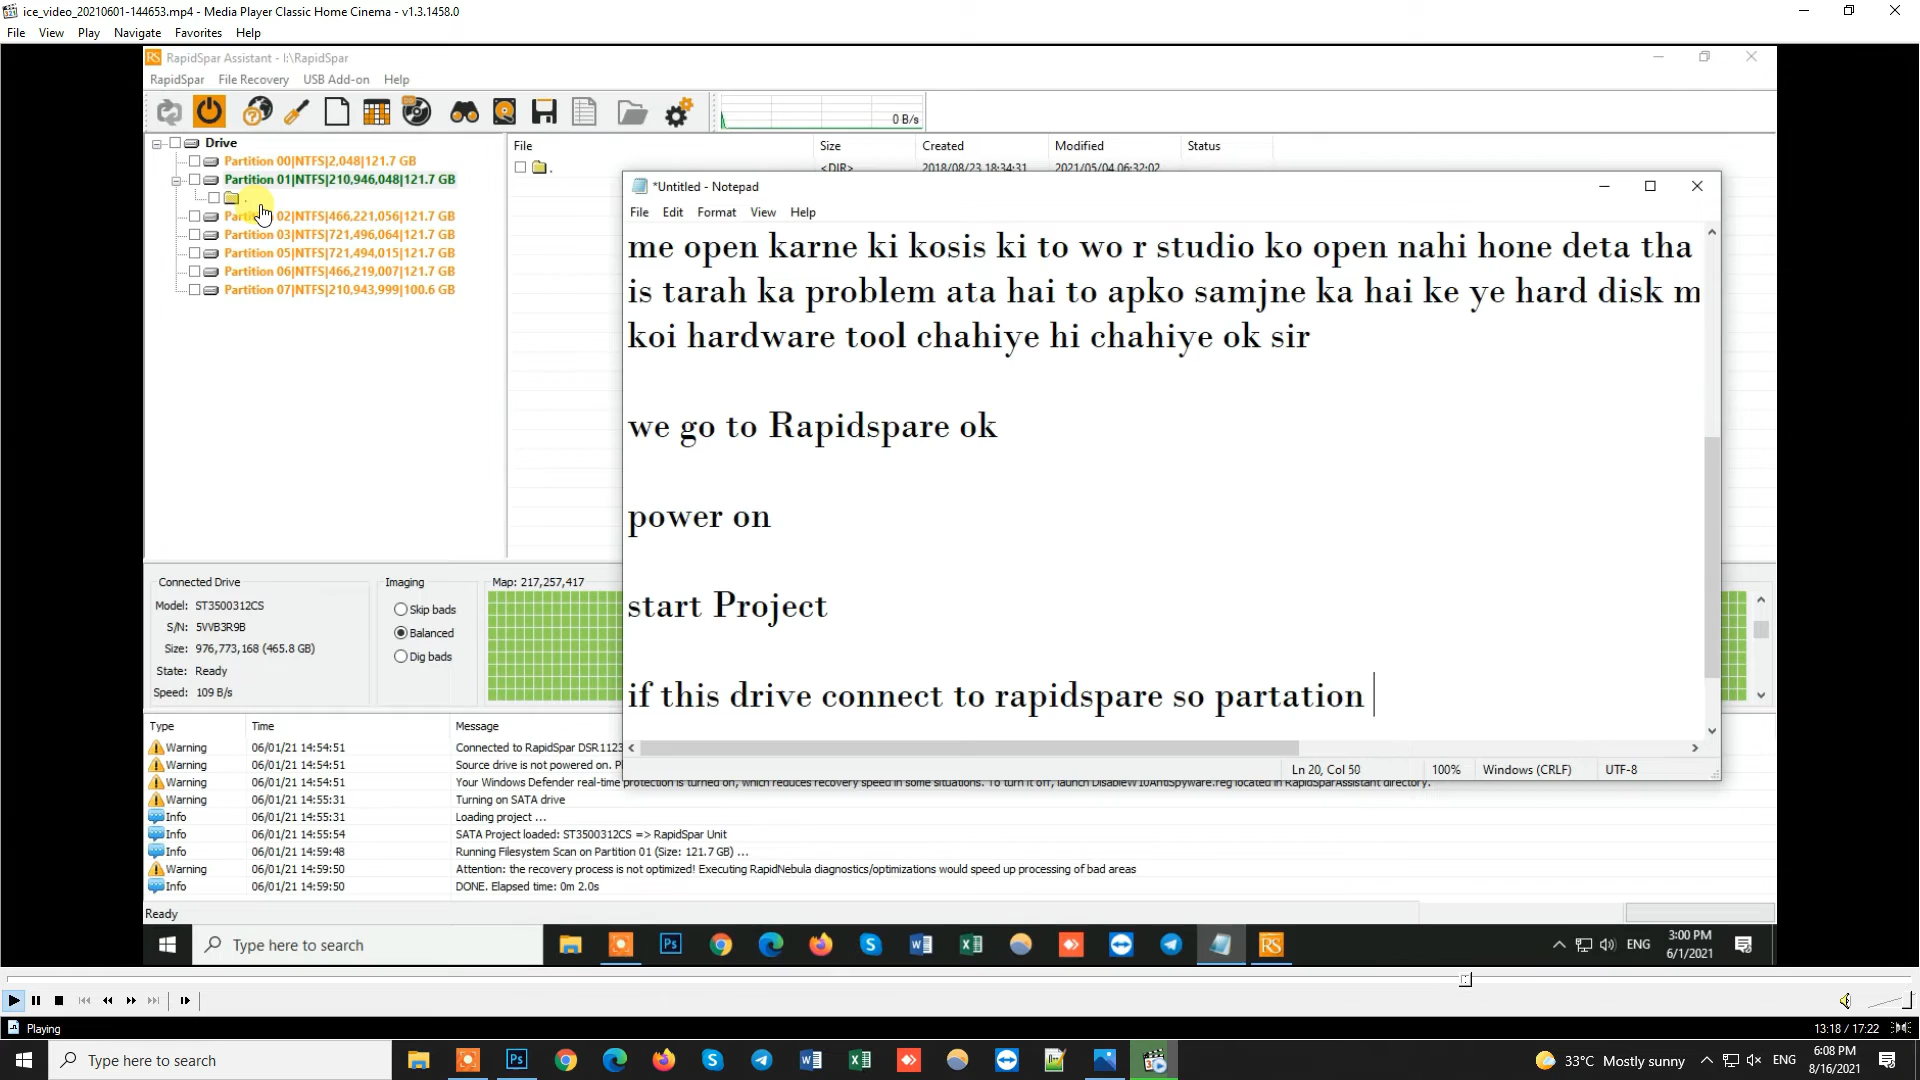 ice_video_20210601-144653.mp4 - Media Player Classic Home Cinema - v1.3.1458.0
File View Play Navigate Favorites Help
RS RapidSpar Assistant - I:\RapidSpar
RapidSpar File Recovery USB Add-on Help
0 B/s
Drive
Partition 00|NTFS|2,048|121.7 GB
Partition 01|NTFS|210,946,048|121.7 GB
.
Partition 02|NTFS|466,221,056|121.7 GB
Partition 03|NTFS|721,496,064|121.7 GB
Partition 05|NTFS|721,494,015|121.7 GB
Partition 06|NTFS|466,219,007|121.7 GB
Partition 07|NTFS|210,943,999|100.6 GB
File Size Created Modified Status
. <DIR> 2018/08/23 18:34:31 2021/05/04 06:32:02
*Untitled - Notepad
File Edit Format View Help
me open karne ki kosis ki to wo r studio ko open nahi hone deta tha
is tarah ka problem ata hai to apko samjne ka hai ke ye hard disk m
koi hardware tool chahiye hi chahiye ok sir
we go to Rapidspare ok
power on
start Project
if this drive connect to rapidspare so partation
Ln 20, Col 50 100% Windows (CRLF) UTF-8
Connected Drive
Model: ST3500312CS
S/N: 5VVB3R9B
Size: 976,773,168 (465.8 GB)
State: Ready
Speed: 109 B/s
Imaging
Skip bads
Balanced
Dig bads
Map: 217,257,417
Type Time Message
Warning 06/01/21 14:54:51 Connected to RapidSpar DSR1123
Warning 06/01/21 14:54:51 Source drive is not powered on. Pl
Warning 06/01/21 14:54:51 Your Windows Defender real-time protection is turned on, which reduces recovery speed in some situations. To turn it off, launch DisableW10AntiSpyware.reg located in RapidSparAssistant directory.
Warning 06/01/21 14:55:31 Turning on SATA drive
Info 06/01/21 14:55:31 Loading project ...
Info 06/01/21 14:55:54 SATA Project loaded: ST3500312CS => RapidSpar Unit
Info 06/01/21 14:59:48 Running Filesystem Scan on Partition 01 (Size: 121.7 GB) ...
Warning 06/01/21 14:59:50 Attention: the recovery process is not optimized! Executing RapidNebula diagnostics/optimizations would speed up processing of bad areas
Info 06/01/21 14:59:50 DONE. Elapsed time: 0m 2.0s
Ready
Type here to search
Ps
RS
ENG
3:00 PM
6/1/2021
Playing
13:18 / 17:22
Type here to search
Ps
33°C Mostly sunny
ENG
6:08 PM
8/16/2021